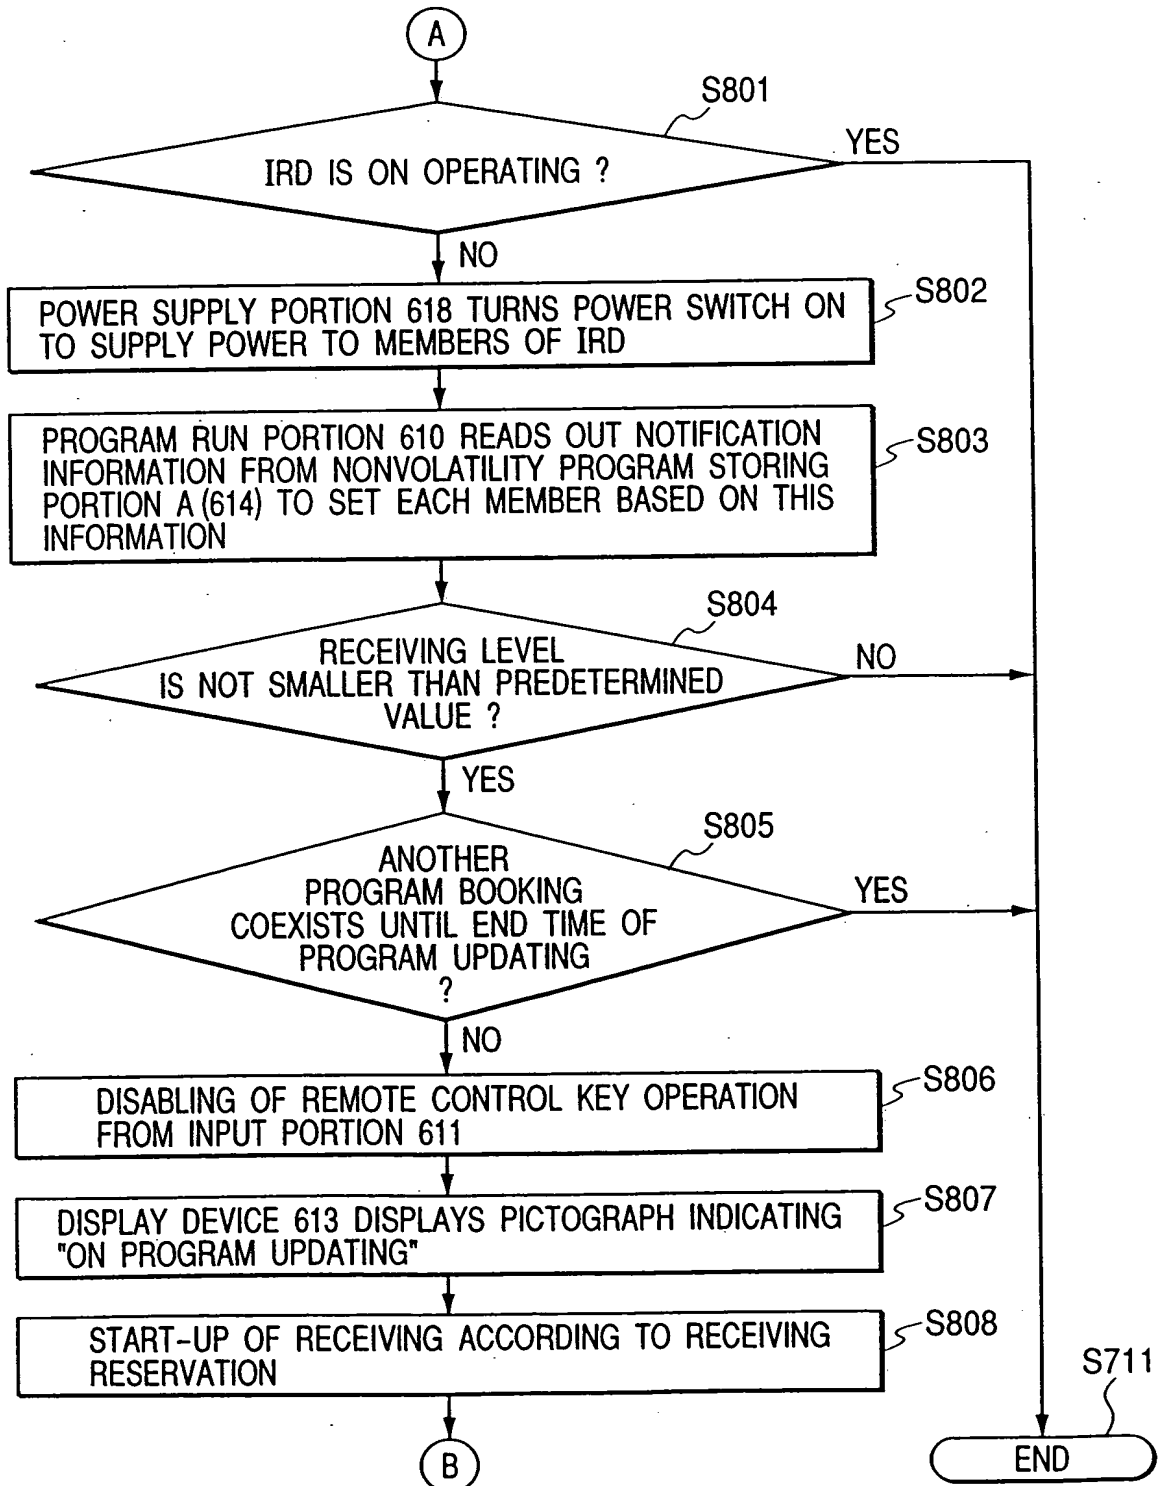 A
S801
IRD IS ON OPERATING ?
YES
NO
S802
POWER SUPPLY PORTION 618 TURNS POWER SWITCH ON
TO SUPPLY POWER TO MEMBERS OF IRD
S803
PROGRAM RUN PORTION 610 READS OUT NOTIFICATION
INFORMATION FROM NONVOLATILITY PROGRAM STORING
PORTION A (614) TO SET EACH MEMBER BASED ON THIS
INFORMATION
S804
RECEIVING LEVEL
IS NOT SMALLER THAN PREDETERMINED
VALUE ?
NO
YES
S805
ANOTHER
PROGRAM BOOKING
COEXISTS UNTIL END TIME OF
PROGRAM UPDATING
?
YES
NO
S806
DISABLING OF REMOTE CONTROL KEY OPERATION
FROM INPUT PORTION 611
S807
DISPLAY DEVICE 613 DISPLAYS PICTOGRAPH INDICATING
"ON PROGRAM UPDATING"
S808
START-UP OF RECEIVING ACCORDING TO RECEIVING
RESERVATION
S711
B
END